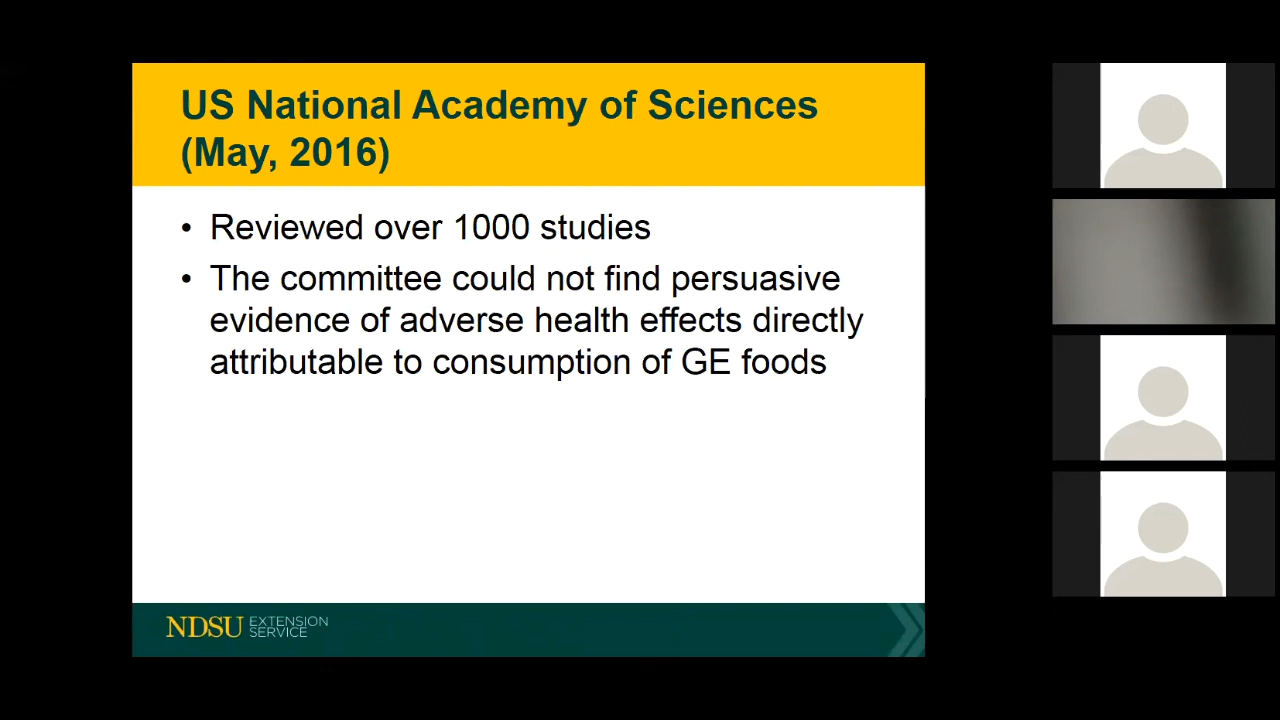 US National Academy of Sciences
(May, 2016)
• Reviewed over 1000 studies
• The committee could not find persuasive
evidence of adverse health effects directly
attributable to consumption of GE foods
NDSU EXTENSION
SERVICE